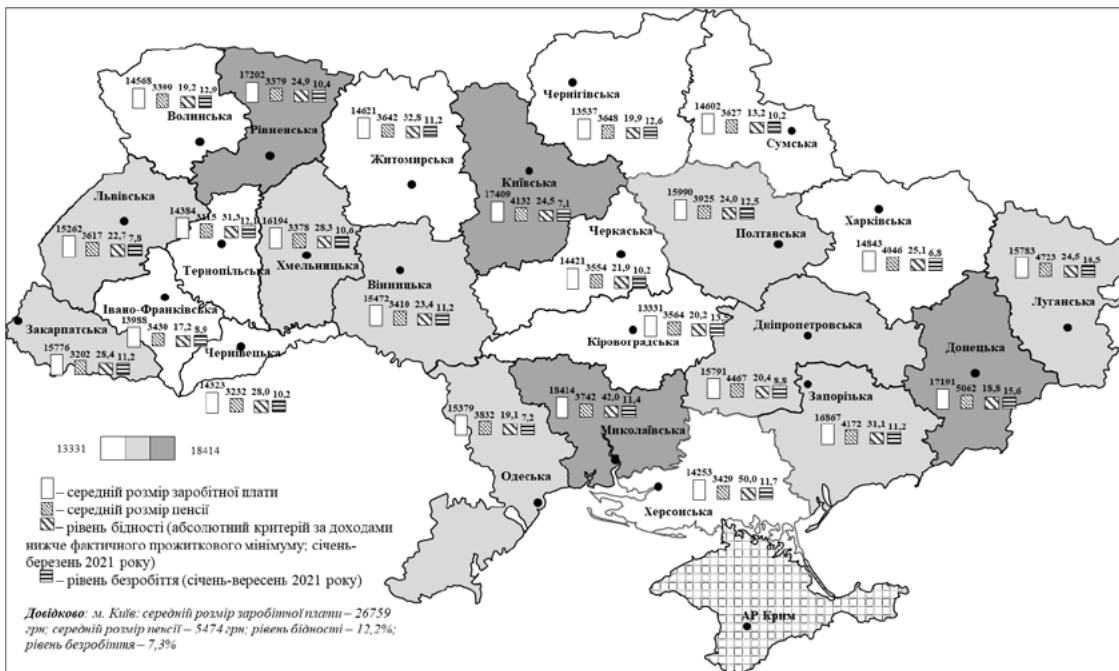 14568
3399 19,2 12,9
Волинська
17202
3379 24,9 10,4
Рівненська
14621
3642 32,8 11,2
Житомирська
Чернігівська
13537
3648 19,9 12,6
14602
3627 13,2 10,2
Сумська
Львівська
15262
3617 22,7 7,8
14384
3115 31,3
Тернопільська
16194
3378 28,3 10,6
Хмельницька
Київська
17409
4132 24,5 7,1
15990
3925 24,0 12,5
Полтавська
Харківська
14843
4046 25,1 6,8
15783
4723 24,5 16,5
Луганська
Черкаська
14421
3554 21,9 10,2
Вінницька
15472 3410 23,4 11,2
Івано-Франківська
13988
3430 17,2 8,9
Закарпатська
15776
3202 28,4 11,2
Чернівецька
14323
3232 28,0 10,2
13331
3564 20,2
Кіровоградська
Дніпропетровська
15791
4467 20,4 8,8
Донецька
17191
5062 18,8 15,6
Запорізька
16867
4172 31,1 11,2
18414
3742 42,0 11,4
Миколаївська
15379
3832 19,1 7,2
Одеська
14253
3429 50,0 11,7
Херсонська
АР Крим
13331 18414
– середній розмір заробітної плати
– середній розмір пенсії
– рівень бідності (абсолютний критерій за доходами
нижче фактичного прожиткового мінімуму; січень-
березень 2021 року)
– рівень безробіття (січень-вересень 2021 року)
Довідково: м. Київ: середній розмір заробітної плати – 26759
грн; середній розмір пенсії – 5474 грн; рівень бідності – 12,2%;
рівень безробіття – 7,3%